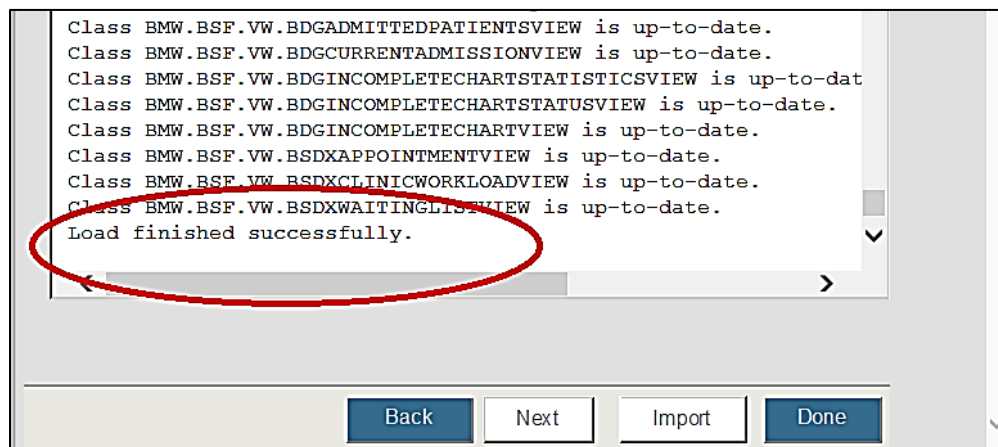 Class BMW.BSF.VW.BDGADMITTEDPATIENTSVIEW is up-to-date.
Class BMW.BSF.VW.BDGCURRENTADMISSIONVIEW is up-to-date.
Class BMW.BSF.VW.BDGINCOMPLETECHARTSTATISTICSVIEW is up-to-dat
Class BMW.BSF.VW.BDGINCOMPLETECHARTSTATUSVIEW is up-to-date.
Class BMW.BSF.VW.BDGINCOMPLETECHARTVIEW is up-to-date.
Class BMW.BSF.VW.BSDXAPPOINTMENTVIEW is up-to-date.
Class BMW.BSF.VW.BSDXCLINICWORKLOADVIEW is up-to-date.
Class BMW.BSF.VW.BSDXWAITINGLISTVIEW is up-to-date.
Load finished successfully.
Back Next Import Done